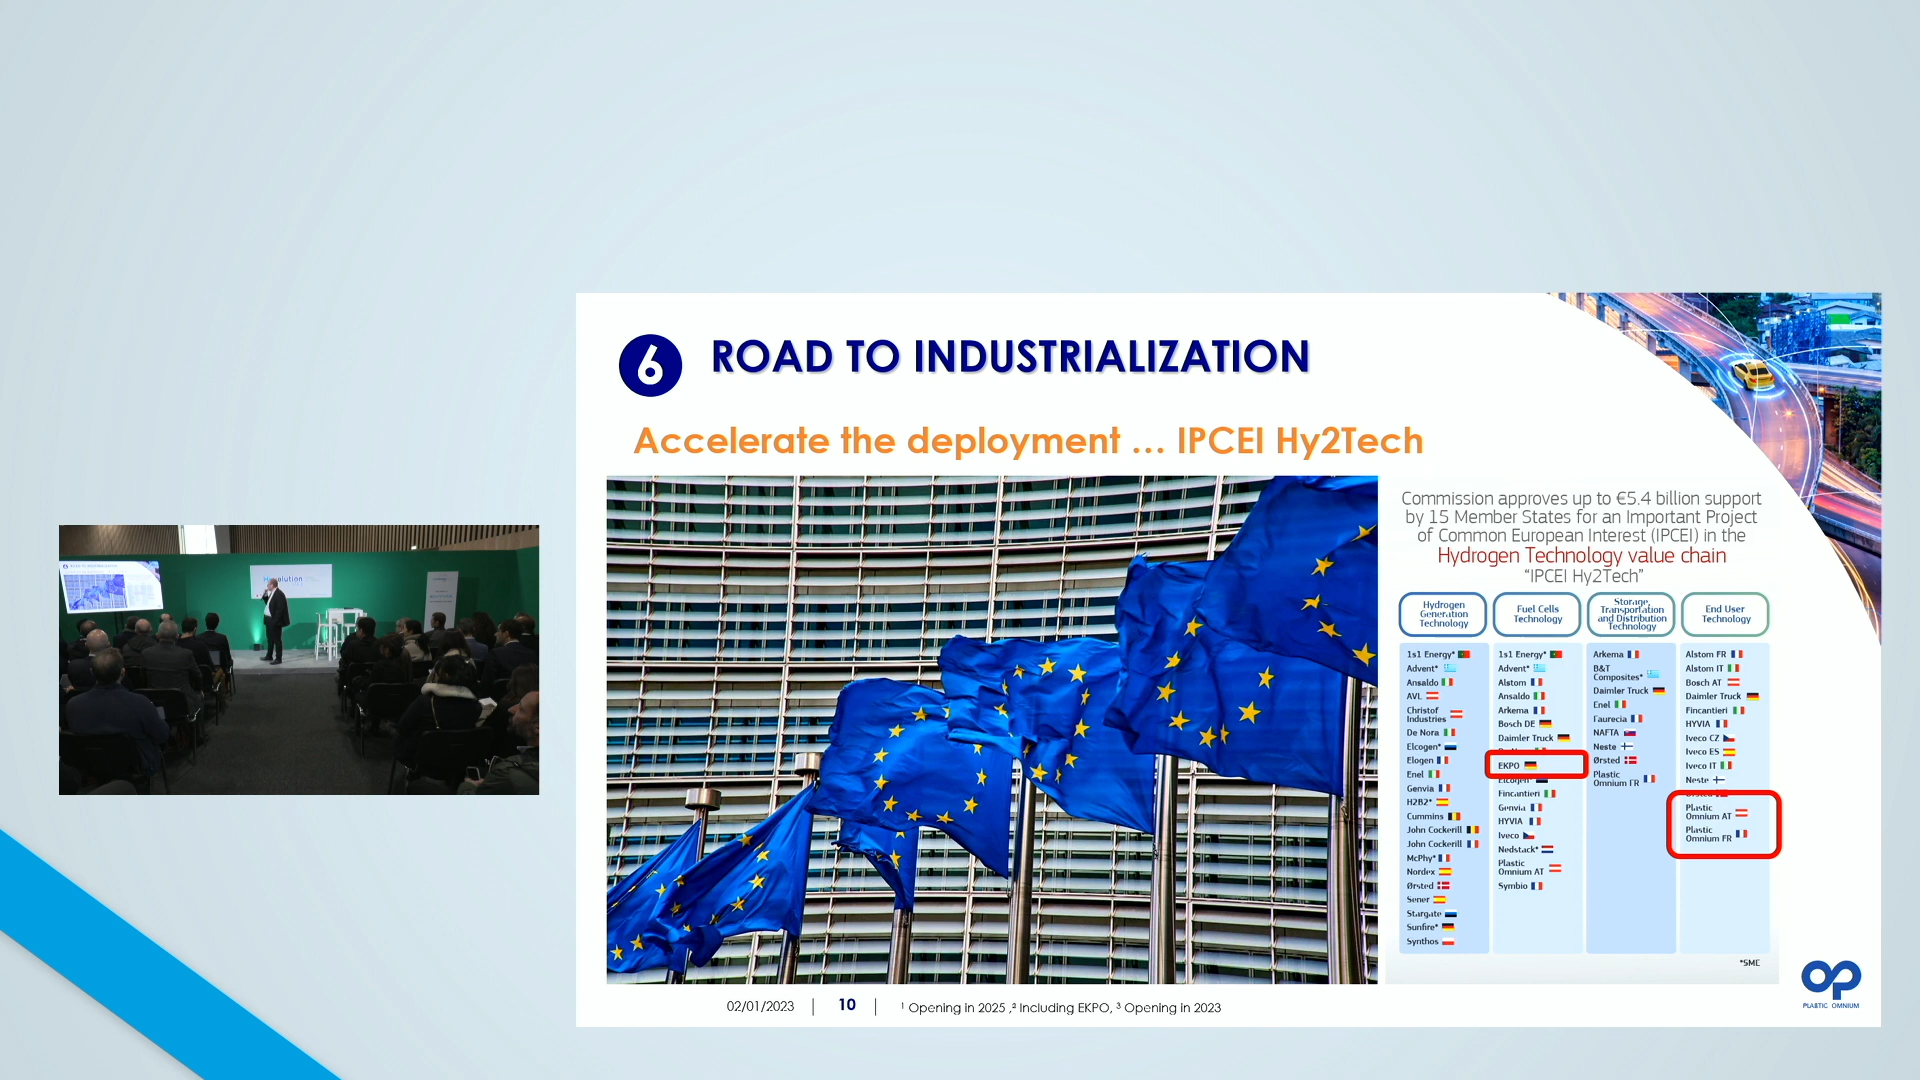 6 ROAD TO INDUSTRIALIZATION
Accelerate the deployment ... IPCEI Hy2Tech
Commission approves up to €5.4 billion support
by 15 Member States for an Important Project
of Common European Interest (IPCEI) in the
Hydrogen Technology value chain
“IPCEI Hy2Tech”
Hydrogen
Generation
Technology
1s1 Energy*
Advent*
Ansaldo
AVL
Christof
Industries
De Nora
Elcogen*
Elogen
Enel
Genvia
H2B2*
Cummins
John Cockerill
John Cockerill
McPhy*
Nordex
Ørsted
Sener
Stargate
Sunfire*
Synthos
Fuel Cells
Technology
1s1 Energy*
Advent*
Alstom
Ansaldo
Arkema
Bosch DE
Daimler Truck
EKPO
Elcogen*
Fincantieri
Genvia
HYVIA
Iveco
Nedstack*
Plastic
Omnium AT
Symbio
Storage,
Transportation
and Distribution
Technology
Arkema
B&T
Composites*
Daimler Truck
Enel
Faurecia
NAFTA
Neste
Ørsted
Plastic
Omnium FR
End User
Technology
Alstom FR
Alstom IT
Bosch AT
Daimler Truck
Fincantieri
HYVIA
Iveco CZ
Iveco ES
Iveco IT
Neste
Ørsted
Plastic
Omnium AT
Plastic
Omnium FR
*SME
02/01/2023 | 10 | ¹ Opening in 2025 ,² Including EKPO, ³ Opening in 2023
PLASTIC OMNIUM
ROAD TO INDUSTRIALIZATION